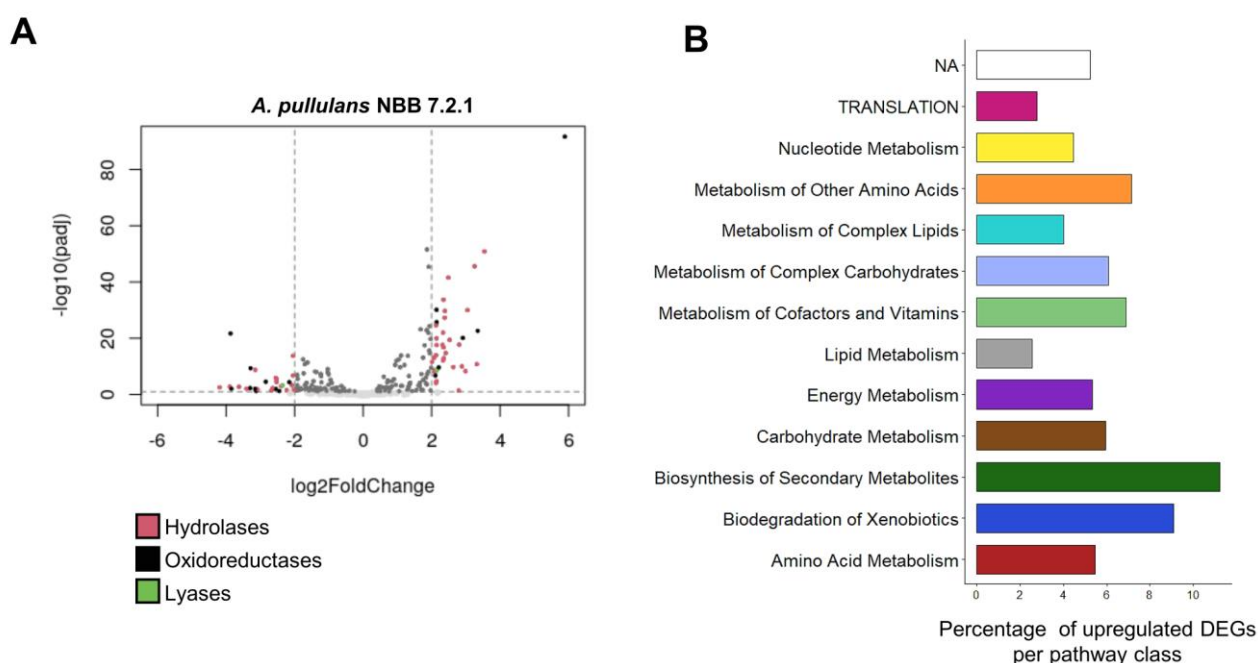 A
A. pullulans NBB 7.2.1
-log10(padj)
80
60
40
20
0
-6 -4 -2 0 2 4 6
log2FoldChange
Hydrolases
Oxidoreductases
Lyases
B
NA
TRANSLATION
Nucleotide Metabolism
Metabolism of Other Amino Acids
Metabolism of Complex Lipids
Metabolism of Complex Carbohydrates
Metabolism of Cofactors and Vitamins
Lipid Metabolism
Energy Metabolism
Carbohydrate Metabolism
Biosynthesis of Secondary Metabolites
Biodegradation of Xenobiotics
Amino Acid Metabolism
0 2 4 6 8 10
Percentage of upregulated DEGs
per pathway class